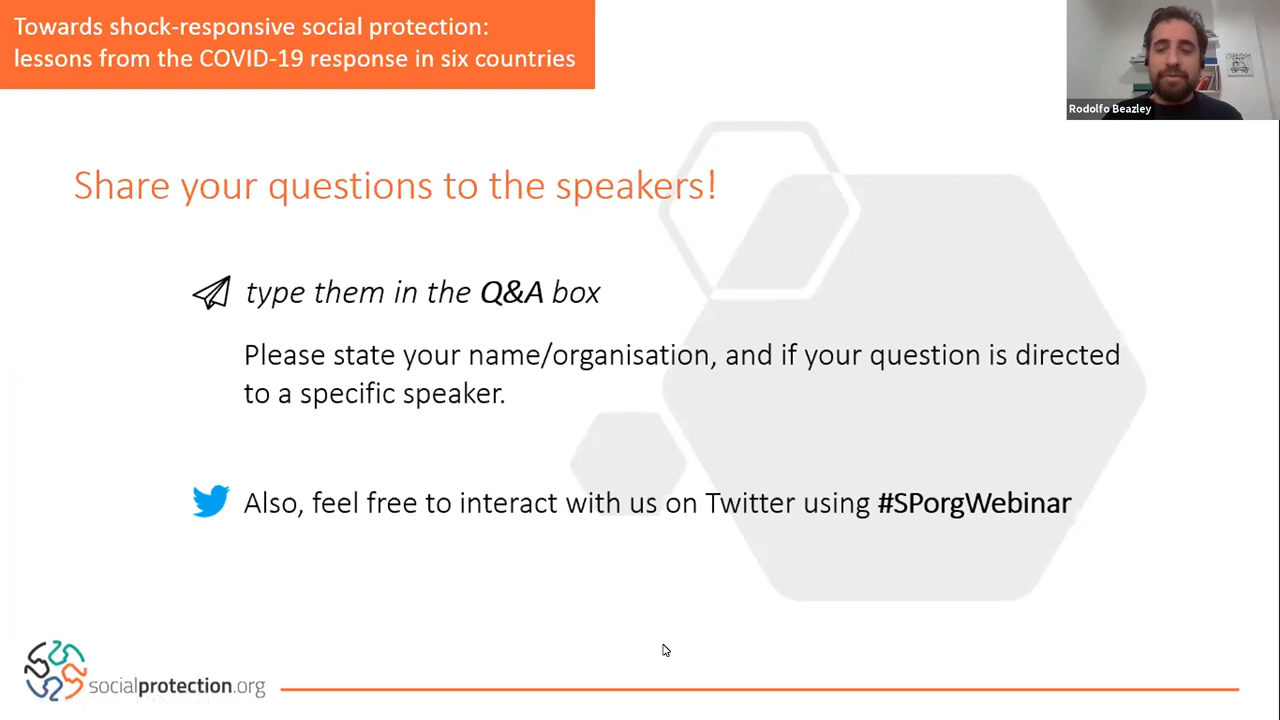 Towards shock-responsive social protection:
lessons from the COVID-19 response in six countries
Rodolfo Beazley
Share your questions to the speakers!
type them in the Q&A box
Please state your name/organisation, and if your question is directed
to a specific speaker.
Also, feel free to interact with us on Twitter using #SPorgWebinar
socialprotection.org